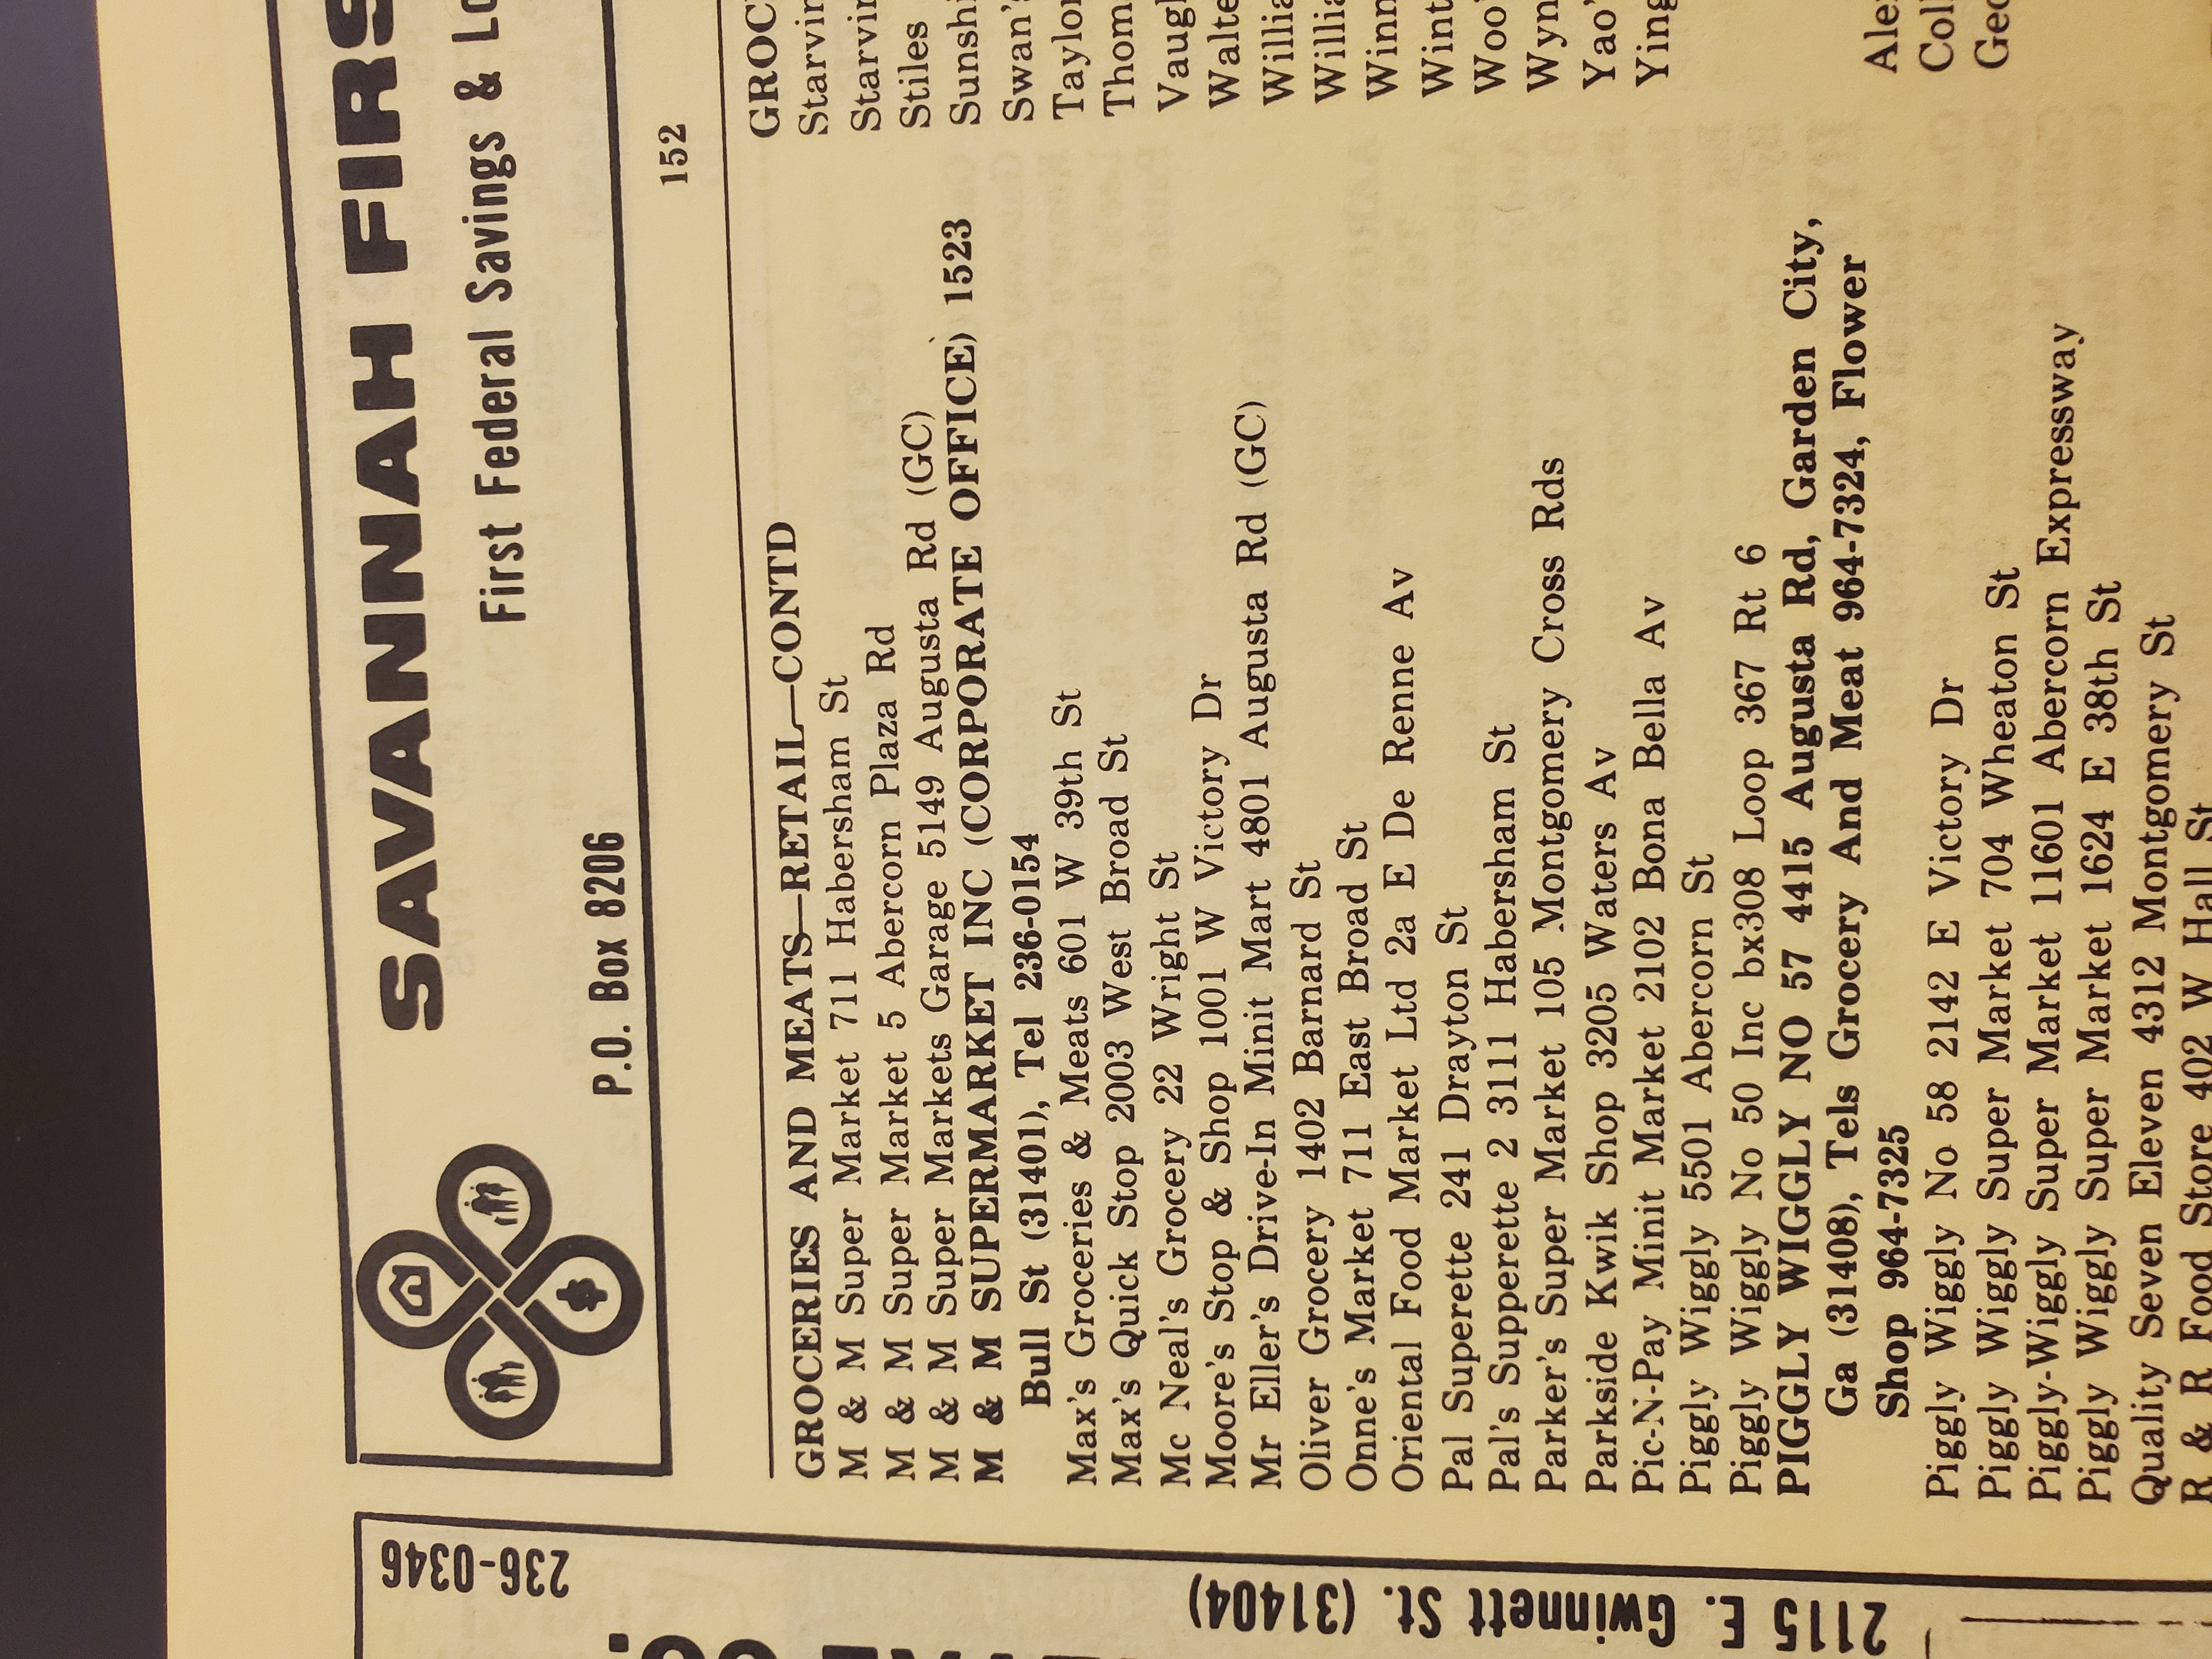 SAVANNAH FIRS
First Federal Savings & Lo
P.O. Box 8206
152
GROCERIES AND MEATS—RETAIL—CONTD
M & M Super Market 711 Habersham St
M & M Super Market 5 Abercorn Plaza Rd
M & M Super Markets Garage 5149 Augusta Rd (GC)
M & M SUPERMARKET INC (CORPORATE OFFICE) 1523
Bull St (31401), Tel 236-0154
Max's Groceries & Meats 601 W 39th St
Max's Quick Stop 2003 West Broad St
Mc Neal's Grocery 22 Wright St
Moore's Stop & Shop 1001 W Victory Dr
Mr Eller's Drive-In Minit Mart 4801 Augusta Rd (GC)
Oliver Grocery 1402 Barnard St
Onne's Market 711 East Broad St
Oriental Food Market Ltd 2a E De Renne Av
Pal Superette 241 Drayton St
Pal's Supperette 2 3111 Habersham St
Parker's Super Market 105 Montgomery Cross Rds
Parkside Kwik Shop 3205 Waters Av
Pic-N-Pay Minit Market 2102 Bona Bella Av
Piggly Wiggly 5501 Abercorn St
Piggly Wiggly No 50 Inc bx308 Loop 367 Rt 6
PIGGLY WIGGLY NO 57 4415 Augusta Rd, Garden City,
Ga (31408), Tels Grocery And Meat 964-7324, Flower
Shop 964-7325
Piggly Wiggly No 58 2142 E Victory Dr
Piggly Wiggly Super Market 704 Wheaton St
Piggly-Wiggly Super Market 11601 Abercorn Expressway
Piggly Wiggly Super Market 1624 E 38th St
Quality Seven Eleven 4312 Montgomery St
R & R Food Store 402 W Hall St
GROC
Starvin
Starvin
Stiles
Sunshi
Swan's
Taylor
Thom
Vaugh
Walte
Willia
Willia
Winn
Wint
Woo'
Wyn
Yao'
Ying
Ale
Coll
Geo
236-0346
2115 E. Gwinnett St. (31404)